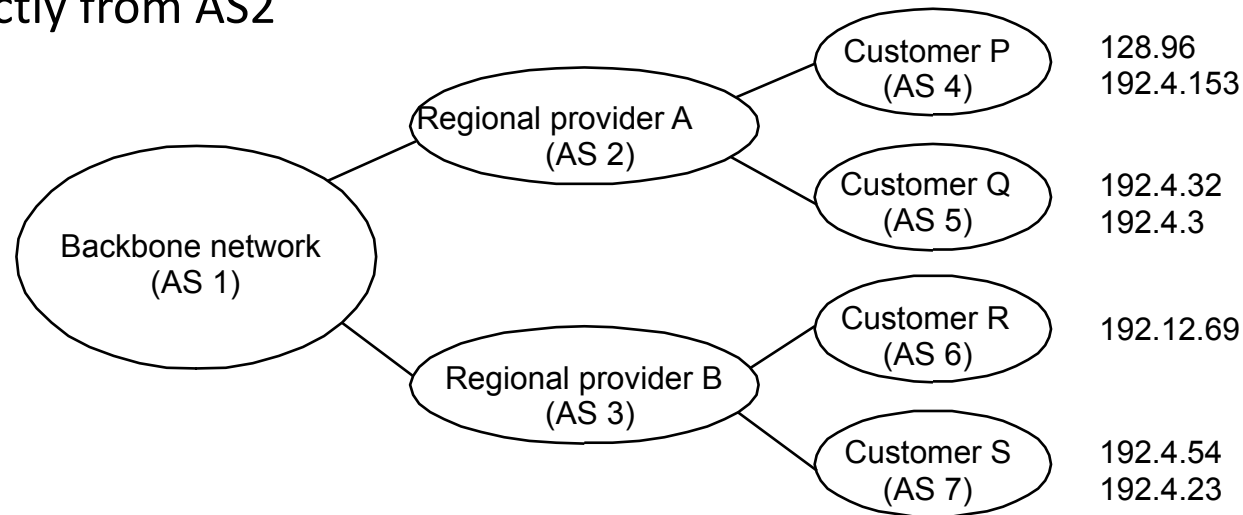 ctly from AS2
Customer P
(AS 4)
128.96
192.4.153
Regional provider A
(AS 2)
Customer Q
(AS 5)
192.4.32
192.4.3
Backbone network
(AS 1)
Customer R
(AS 6)
192.12.69
Regional provider B
(AS 3)
Customer S
(AS 7)
192.4.54
192.4.23